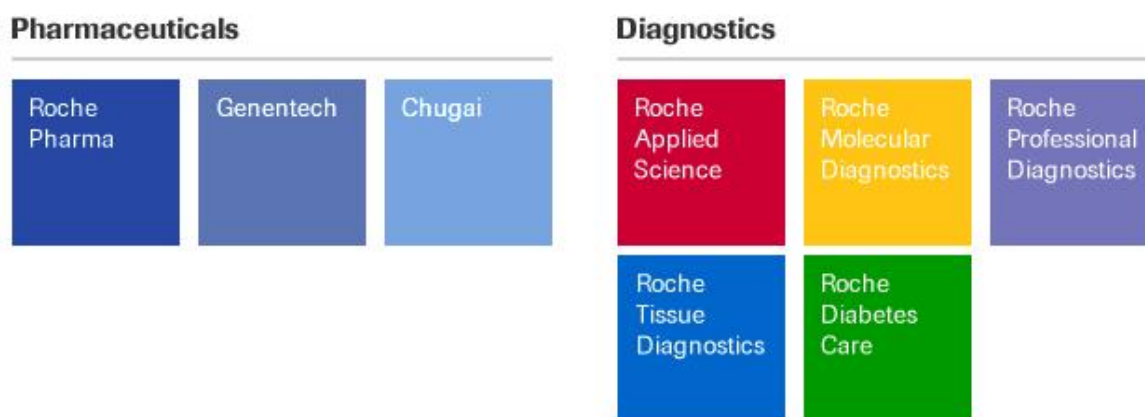 Pharmaceuticals
Roche
Pharma
Genentech
Chugai
Diagnostics
Roche
Applied
Science
Roche
Molecular
Diagnostics
Roche
Professional
Diagnostics
Roche
Tissue
Diagnostics
Roche
Diabetes
Care